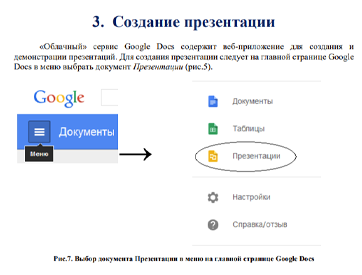 3. Создание презентации
«Облачный» сервис Google Docs содержит веб-приложение для создания и
демонстрации презентаций. Для создания презентации следует на главной странице Google
Docs в меню выбрать документ Презентации (рис.5).
Google
Документы
Меню
Документы
Таблицы
Презентации
Настройки
Справка/отзыв
Рис.7. Выбор документа Презентации в меню на главной странице Google Docs